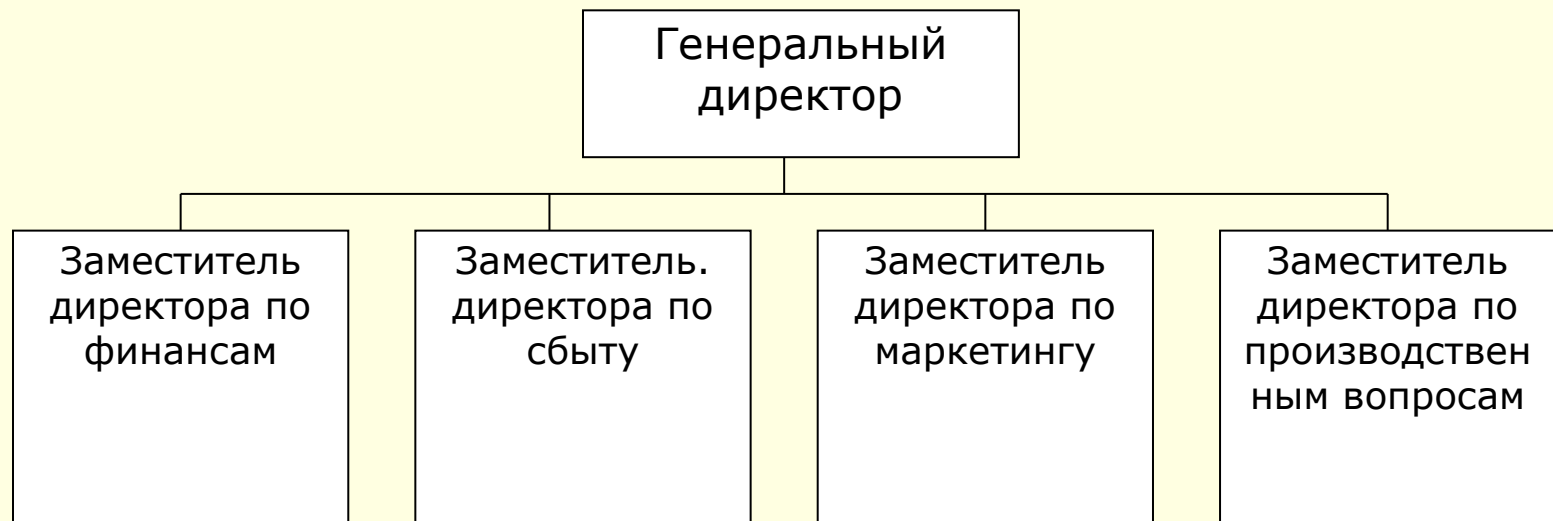 Генеральный
директор
Заместитель
директора по
финансам
Заместитель.
директора по
сбыту
Заместитель
директора по
маркетингу
Заместитель
директора по
производствен
ным вопросам